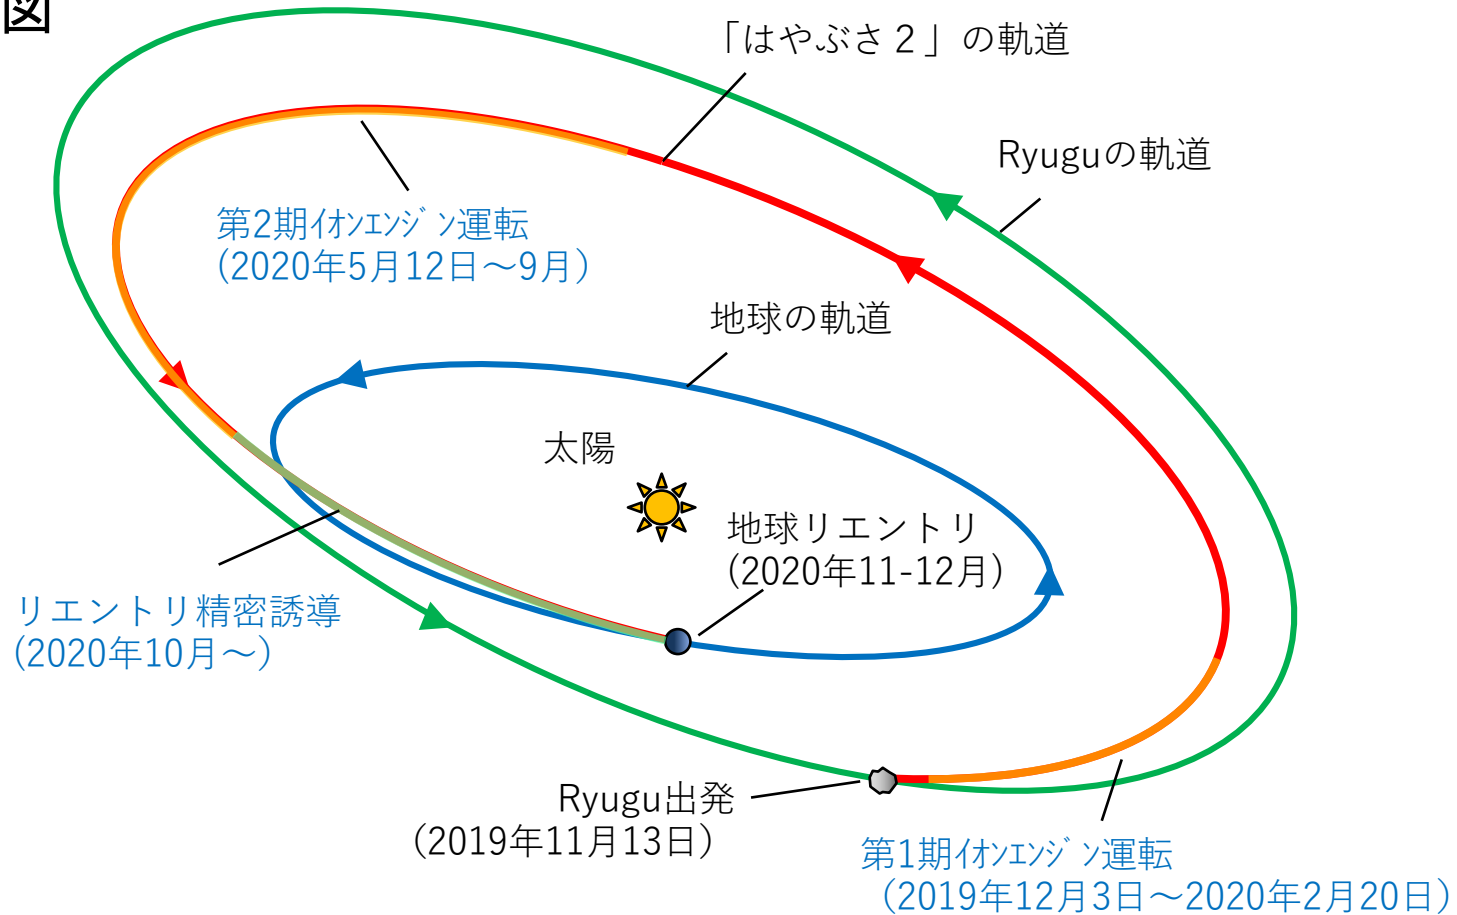 図
「はやぶさ２」の軌道
Ryuguの軌道
第2期ｲｵﾝｴﾝｼﾞﾝ運転
(2020年5月12日～9月)
地球の軌道
太陽
地球リエントリ
(2020年11-12月)
リエントリ精密誘導
(2020年10月～)
Ryugu出発
(2019年11月13日)
第1期ｲｵﾝｴﾝｼﾞﾝ運転
(2019年12月3日～2020年2月20日)